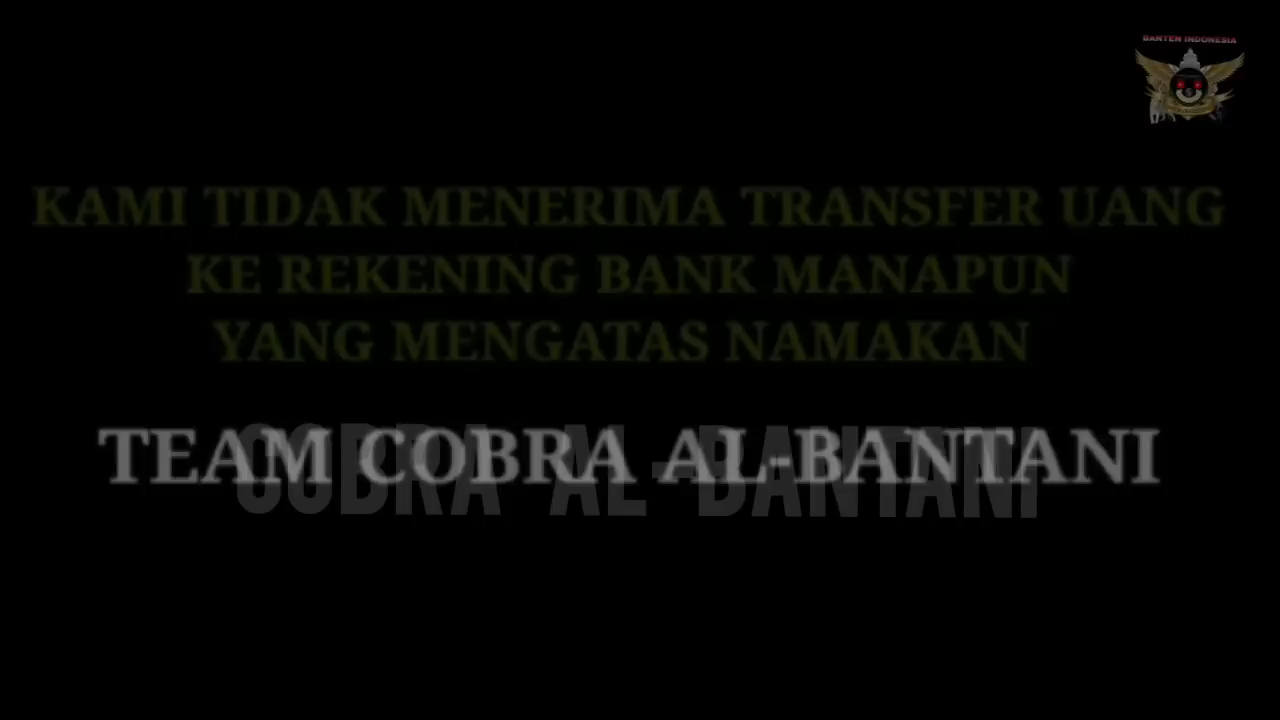 BANTEN INDONESIA
KAMI TIDAK MENERIMA TRANSFER UANG
KE REKENING BANK MANAPUN
YANG MENGATAS NAMAKAN
TEAM COBRA AL-BANTANI
COBRA AL-BANTANI